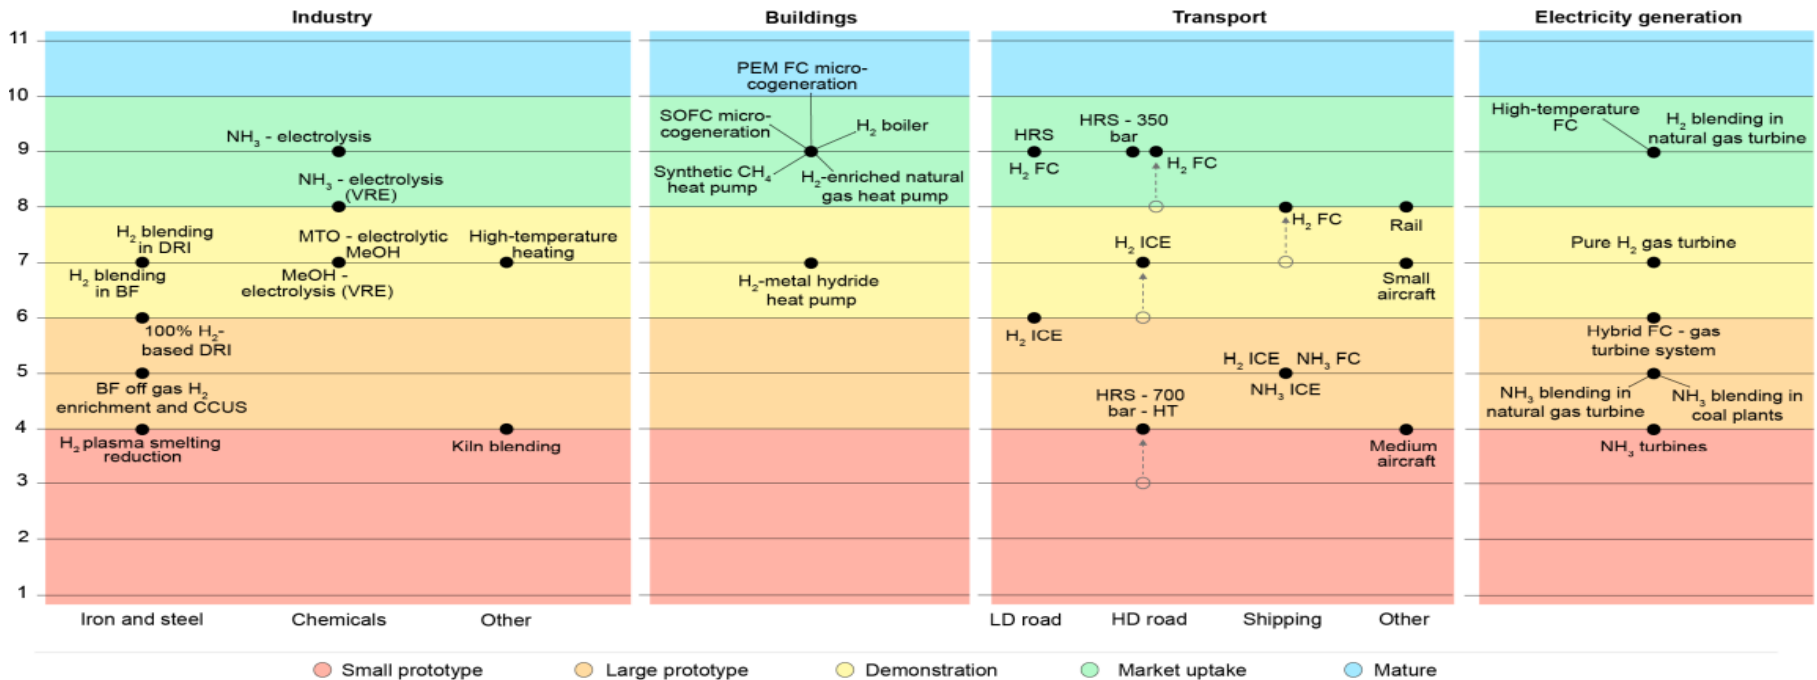 Industry
Buildings
Transport
Electricity generation
11
10
9
8
7
6
5
4
3
2
1
NH₃ - electrolysis
NH₃ - electrolysis
(VRE)
H₂ blending
in DRI
MTO - electrolytic
MeOH
High-temperature
heating
H₂ blending
in BF
MeOH -
electrolysis (VRE)
100% H₂-
based DRI
BF off gas H₂
enrichment and CCUS
H₂ plasma smelting
reduction
Kiln blending
Iron and steel
Chemicals
Other
PEM FC micro-
cogeneration
SOFC micro-
cogeneration
H₂ boiler
Synthetic CH₄
heat pump
H₂-enriched natural
gas heat pump
H₂-metal hydride
heat pump
HRS
H₂ FC
HRS - 350
bar
H₂ FC
H₂ FC
Rail
H₂ ICE
Small
aircraft
H₂ ICE
H₂ ICE NH₃ FC
NH₃ ICE
HRS - 700
bar - HT
Medium
aircraft
LD road
HD road
Shipping
Other
High-temperature
FC
H₂ blending in
natural gas turbine
Pure H₂ gas turbine
Hybrid FC - gas
turbine system
NH₃ blending in
natural gas turbine
NH₃ blending in
coal plants
NH₃ turbines
Small prototype
Large prototype
Demonstration
Market uptake
Mature